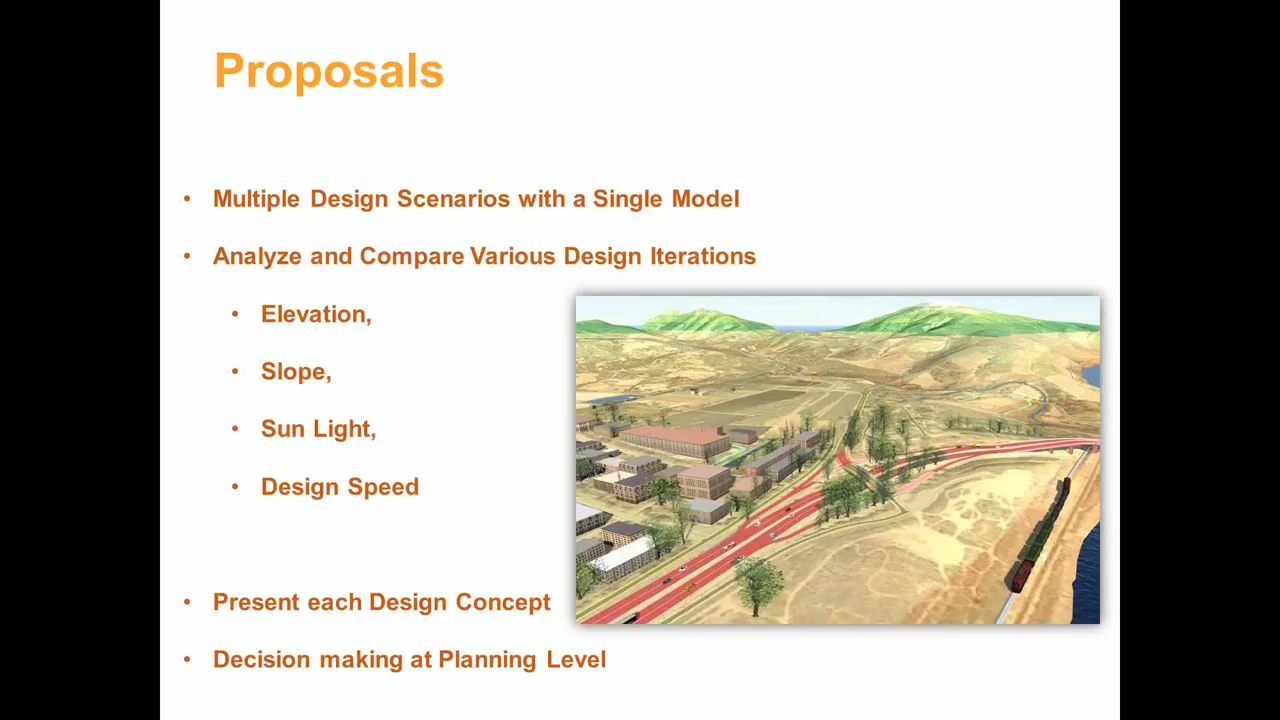 Proposals
• Multiple Design Scenarios with a Single Model
• Analyze and Compare Various Design Iterations
• Elevation,
• Slope,
• Sun Light,
• Design Speed
• Present each Design Concept
• Decision making at Planning Level